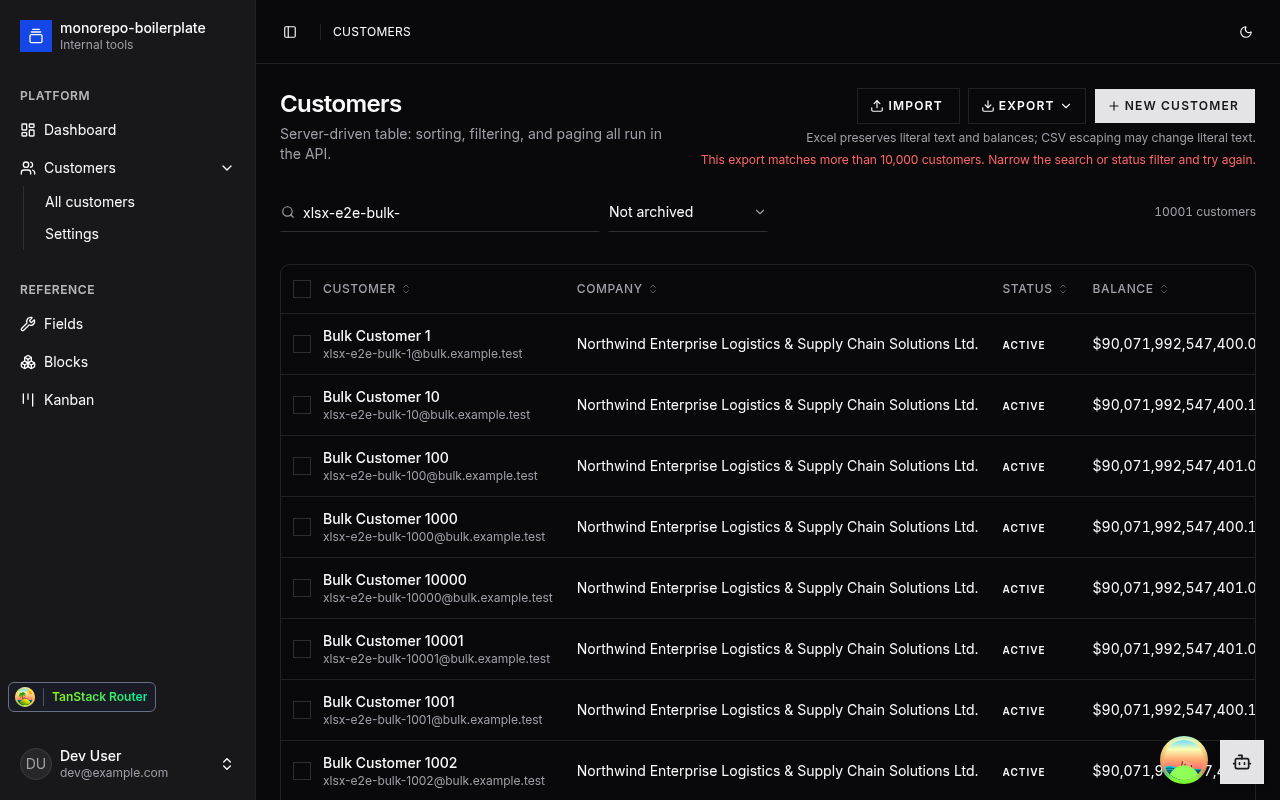 monorepo-boilerplate
Internal tools
PLATFORM
Dashboard
Customers
All customers
Settings
REFERENCE
Fields
Blocks
Kanban
TanStack Router
DU
Dev User
dev@example.com
CUSTOMERS
Customers
Server-driven table: sorting, filtering, and paging all run in
the API.
IMPORT
EXPORT
NEW CUSTOMER
Excel preserves literal text and balances; CSV escaping may change literal text.
This export matches more than 10,000 customers. Narrow the search or status filter and try again.
xlsx-e2e-bulk-
Not archived
10001 customers
CUSTOMER COMPANY STATUS BALANCE
Bulk Customer 1
xlsx-e2e-bulk-1@bulk.example.test
Northwind Enterprise Logistics & Supply Chain Solutions Ltd. ACTIVE $90,071,992,547,400.0
Bulk Customer 10
xlsx-e2e-bulk-10@bulk.example.test
Northwind Enterprise Logistics & Supply Chain Solutions Ltd. ACTIVE $90,071,992,547,400.1
Bulk Customer 100
xlsx-e2e-bulk-100@bulk.example.test
Northwind Enterprise Logistics & Supply Chain Solutions Ltd. ACTIVE $90,071,992,547,401.0
Bulk Customer 1000
xlsx-e2e-bulk-1000@bulk.example.test
Northwind Enterprise Logistics & Supply Chain Solutions Ltd. ACTIVE $90,071,992,547,400.1
Bulk Customer 10000
xlsx-e2e-bulk-10000@bulk.example.test
Northwind Enterprise Logistics & Supply Chain Solutions Ltd. ACTIVE $90,071,992,547,401.0
Bulk Customer 10001
xlsx-e2e-bulk-10001@bulk.example.test
Northwind Enterprise Logistics & Supply Chain Solutions Ltd. ACTIVE $90,071,992,547,401.0
Bulk Customer 1001
xlsx-e2e-bulk-1001@bulk.example.test
Northwind Enterprise Logistics & Supply Chain Solutions Ltd. ACTIVE $90,071,992,547,400.1
Bulk Customer 1002
xlsx-e2e-bulk-1002@bulk.example.test
Northwind Enterprise Logistics & Supply Chain Solutions Ltd. ACTIVE